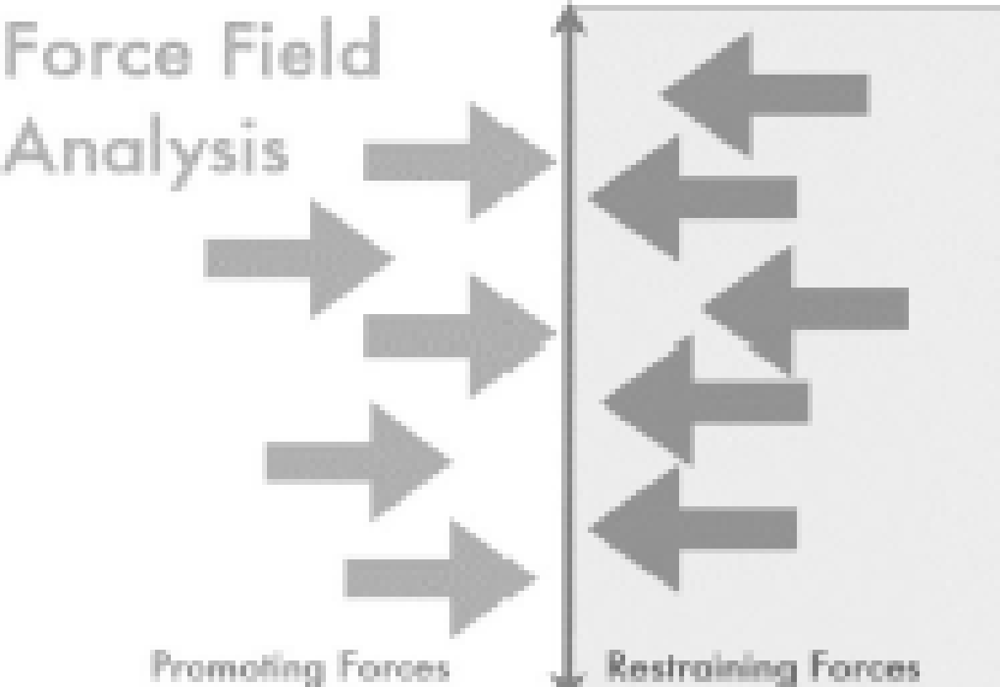 Force Field
Analysis
Promoting Forces
Restraining Forces